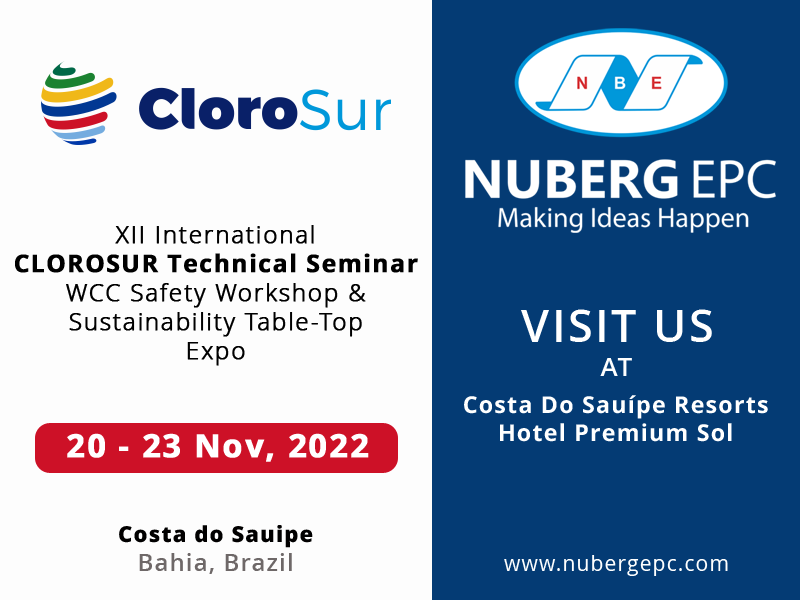 CloroSur
XII International
CLOROSUR Technical Seminar
WCC Safety Workshop &
Sustainability Table-Top
Expo
20 - 23 Nov, 2022
Costa do Sauipe
Bahia, Brazil
N B E
NUBERG EPC
Making Ideas Happen
VISIT US
AT
Costa Do Sauípe Resorts
Hotel Premium Sol
www.nubergepc.com